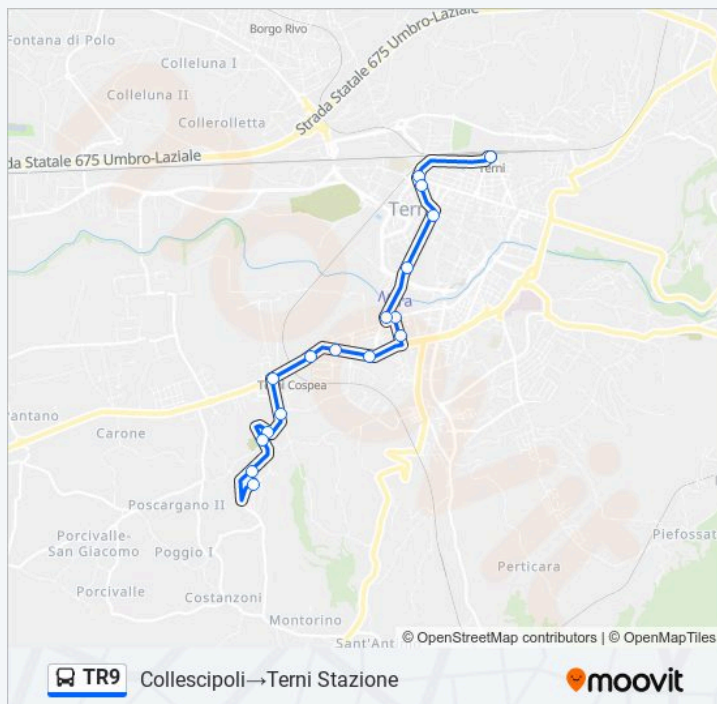 Fontana di Polo
Borgo Rivo
Colleluna I
Strada Statale 675 Umbro-Laziale
Colleluna II
Collerolletta
da Statale 675 Umbro-Laziale
Terni
Terni
Terni Cospea
Pantano
Carone
Poscargano II
Porcivalle-
San Giacomo
Poggio I
Piefossat
Perticara
Porcivalle
Costanzoni
Montorino
© OpenStreetMap contributors | © OpenMapTiles
TR9
Collescipoli→Terni Stazione
moovit